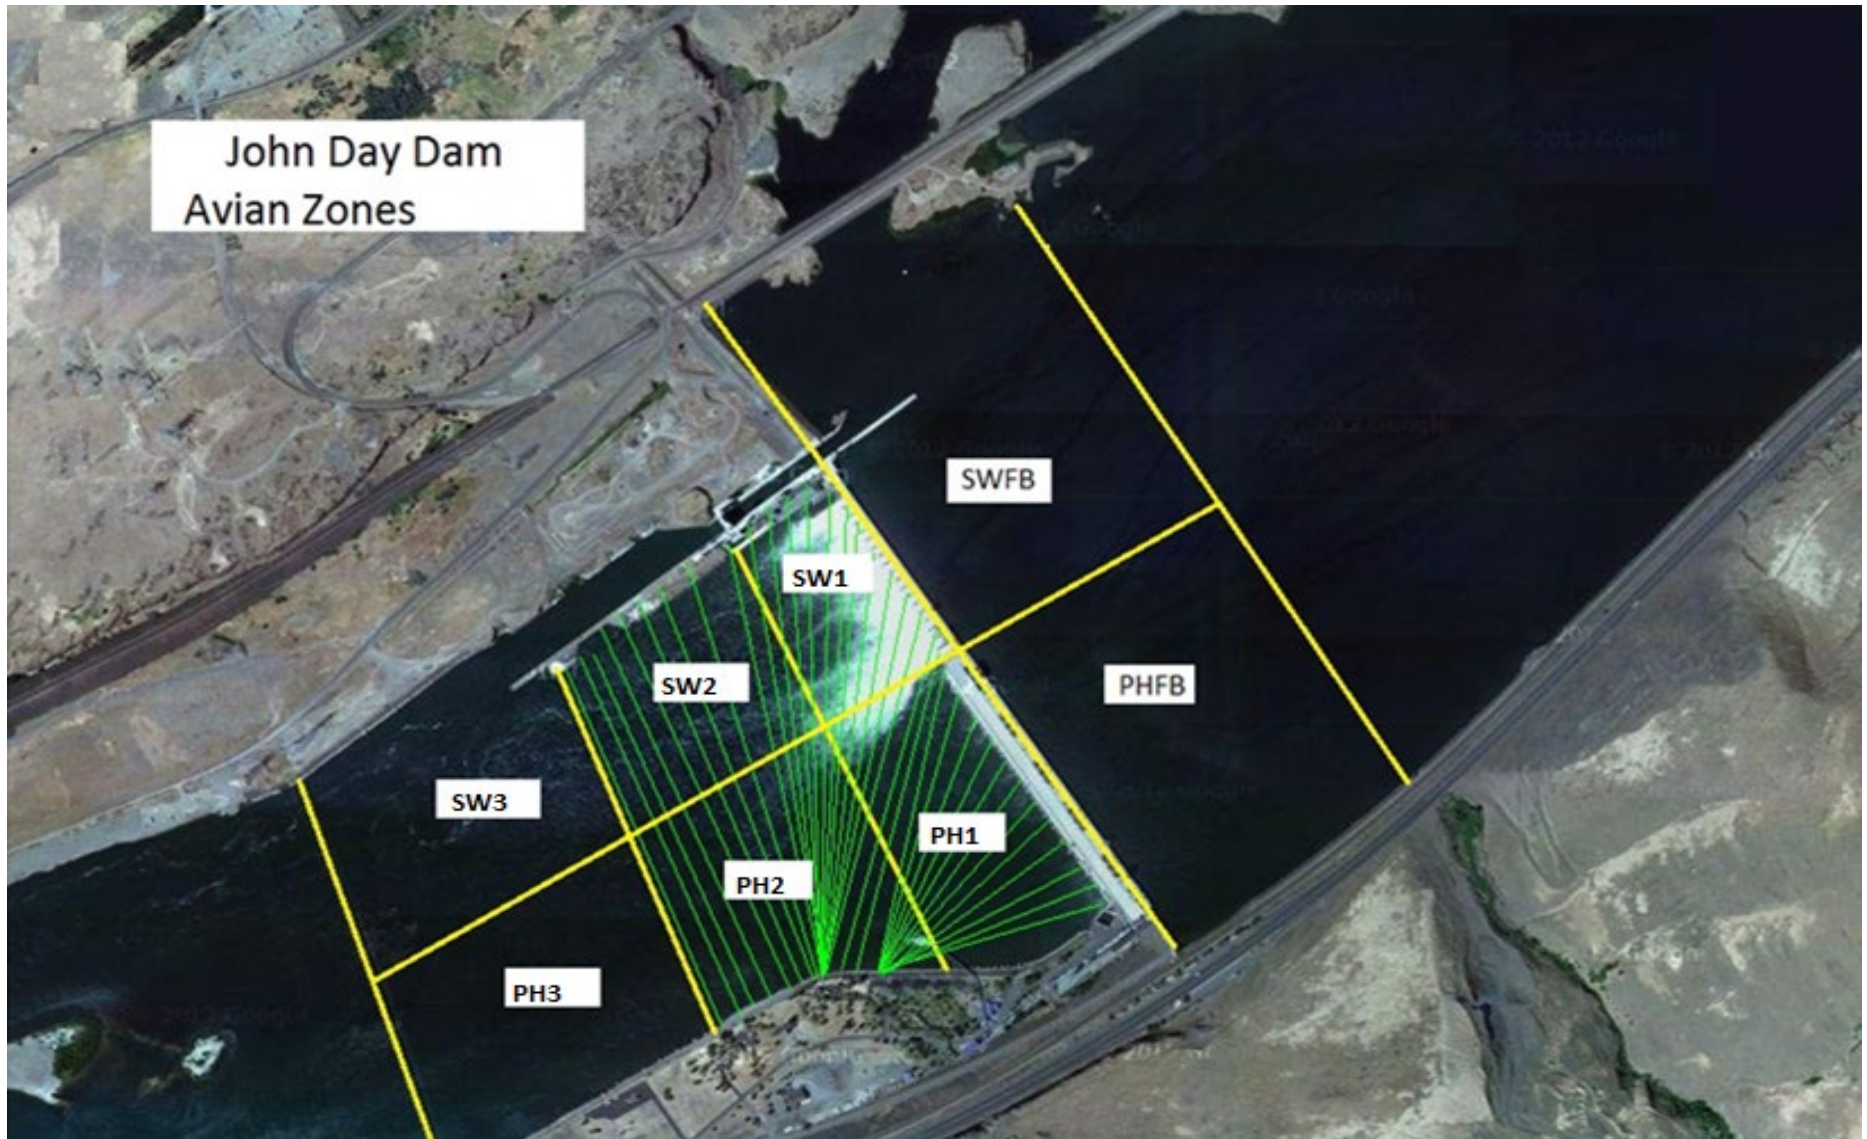 John Day Dam
Avian Zones
SWFB
SW1
SW2
PHFB
SW3
PH1
PH2
PH3